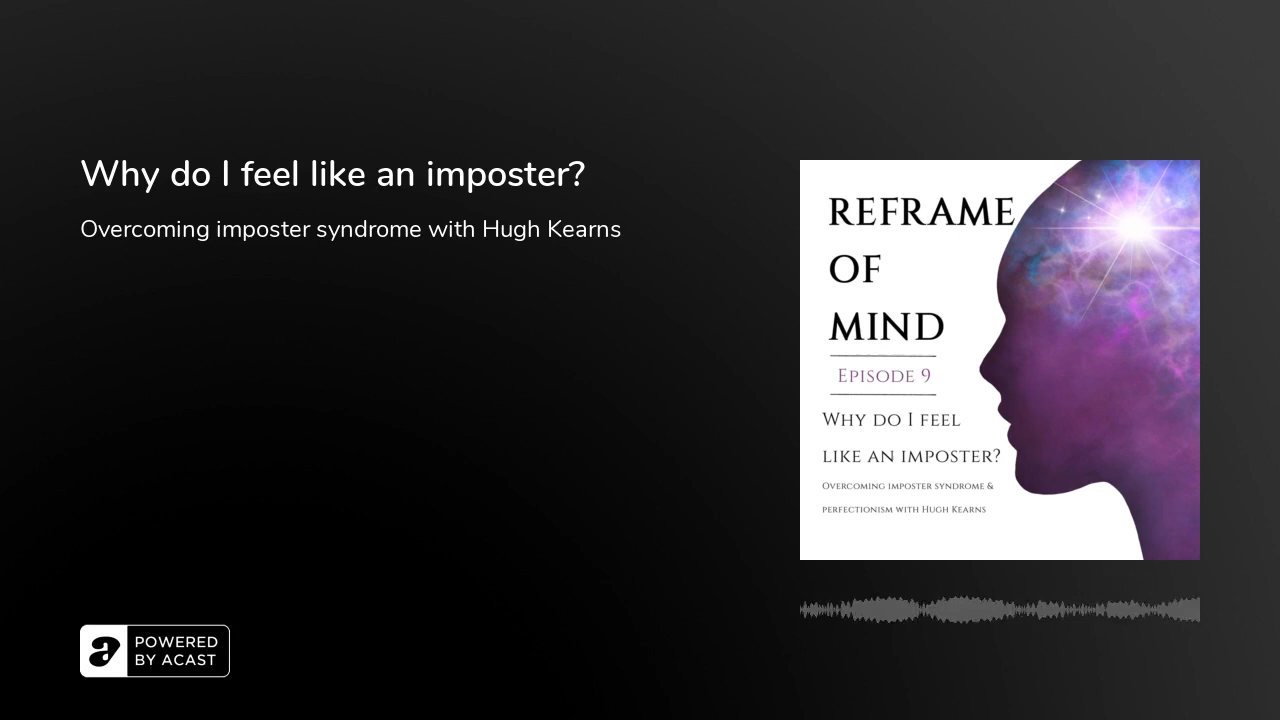 Why do I feel like an imposter?
Overcoming imposter syndrome with Hugh Kearns
REFRAME
OF
MIND
Episode 9
Why do I feel
like an imposter?
Overcoming imposter syndrome &
perfectionism with Hugh Kearns
a
POWERED
BY ACAST